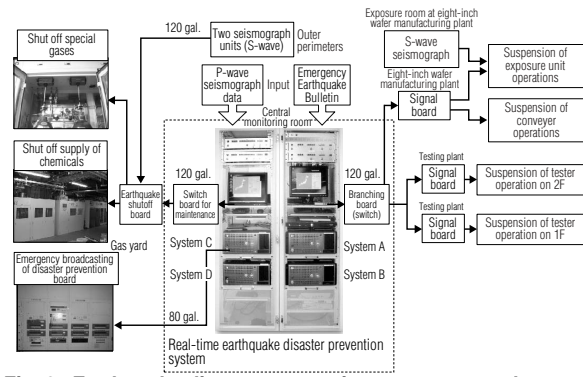 120 gal.
Two seismograph
units (S-wave)
Outer
perimeters
Exposure room at eight-inch
wafer manufacturing plant
S-wave
seismograph
Suspension of
exposure unit
operations
Shut off special
gases
P-wave
seismograph
data
Input
Emergency
Earthquake
Bulletin
Eight-inch wafer
manufacturing plant
Signal
board
Suspension of
conveyer
operations
Central
monitoring room
Shut off supply of
chemicals
120 gal.
120 gal.
Earthquake
shutoff
board
Switch
board for
maintenance
Branching
board
(switch)
Testing plant
Signal
board
Suspension of tester
operation on 2F
Testing plant
Signal
board
Suspension of tester
operation on 1F
Gas yard
System C
System A
System D
System B
Emergency broadcasting
of disaster prevention
board
80 gal.
Real-time earthquake disaster prevention
system